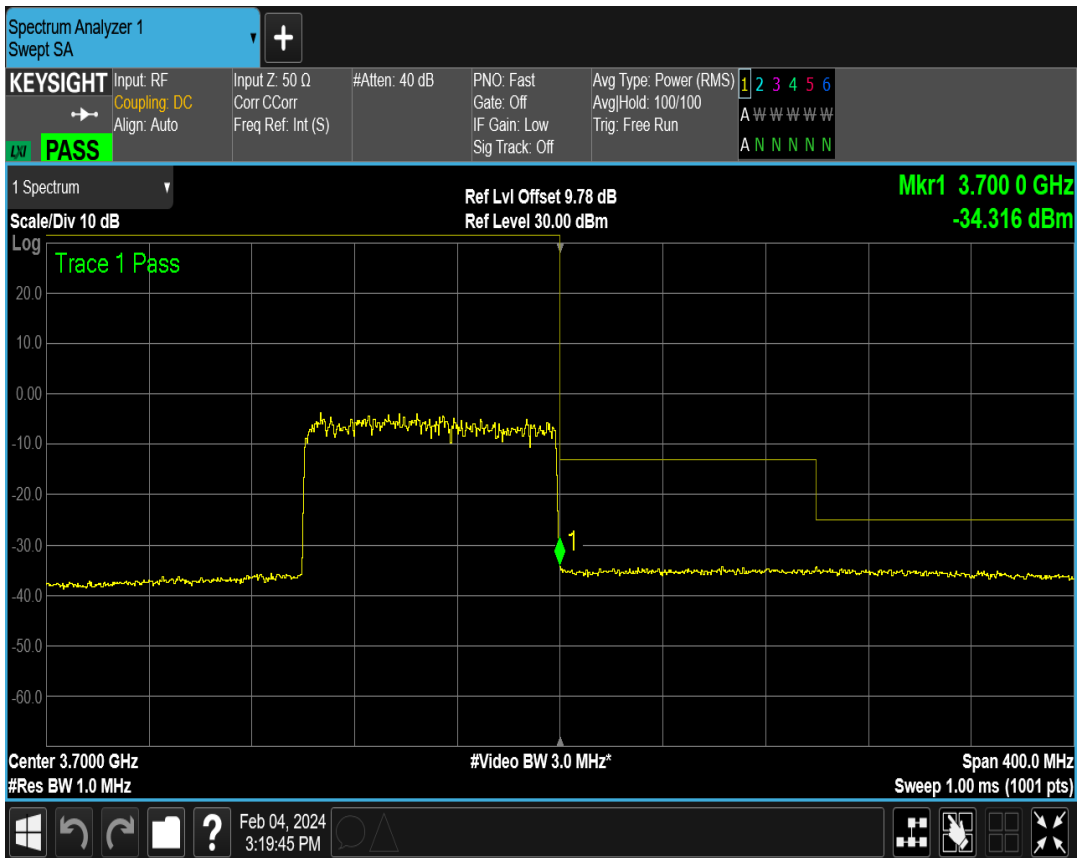 Spectrum Analyzer 1
Swept SA
+
KEYSIGHT
LXI PASS
Input: RF
Coupling: DC
Align: Auto
Input Z: 50 Ω
Corr CCorr
Freq Ref: Int (S)
#Atten: 40 dB
PNO: Fast
Gate: Off
IF Gain: Low
Sig Track: Off
Avg Type: Power (RMS)
Avg|Hold: 100/100
Trig: Free Run
1 2 3 4 5 6
A W W W W W
A N N N N N
1 Spectrum
Scale/Div 10 dB
Ref Lvl Offset 9.78 dB
Ref Level 30.00 dBm
Mkr1 3.700 0 GHz
-34.316 dBm
Log
Trace 1 Pass
20.0
10.0
0.00
-10.0
-20.0
-30.0
-40.0
-50.0
-60.0
1
Center 3.7000 GHz
#Res BW 1.0 MHz
#Video BW 3.0 MHz*
Span 400.0 MHz
Sweep 1.00 ms (1001 pts)
?
Feb 04, 2024
3:19:45 PM